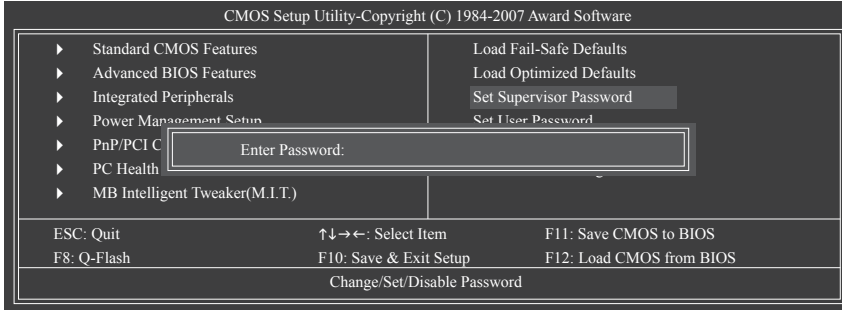 CMOS Setup Utility-Copyright (C) 1984-2007 Award Software
Standard CMOS Features
Advanced BIOS Features
Integrated Peripherals
Power Management Setup
PnP/PCI C
PC Health
MB Intelligent Tweaker(M.I.T.)
Load Fail-Safe Defaults
Load Optimized Defaults
Set Supervisor Password
Set User Password
Enter Password:
ESC: Quit ↑↓→←: Select Item F11: Save CMOS to BIOS
F8: Q-Flash F10: Save & Exit Setup F12: Load CMOS from BIOS
Change/Set/Disable Password